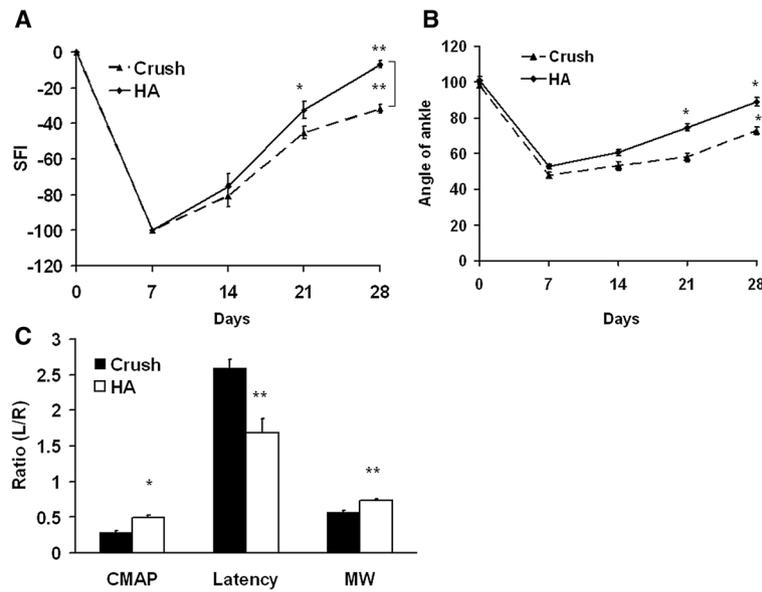 A
0
-20
-40
-60
-80
-100
-120
SFI
Crush
HA
*
**
**
0 7 14 21 28
Days
B
120
100
80
60
40
20
0
Angle of ankle
Crush
HA
*
*
*
0 7 14 21 28
Days
C
3
2.5
2
1.5
1
0.5
0
Ratio (L/R)
Crush
HA
*
**
**
CMAP Latency MW